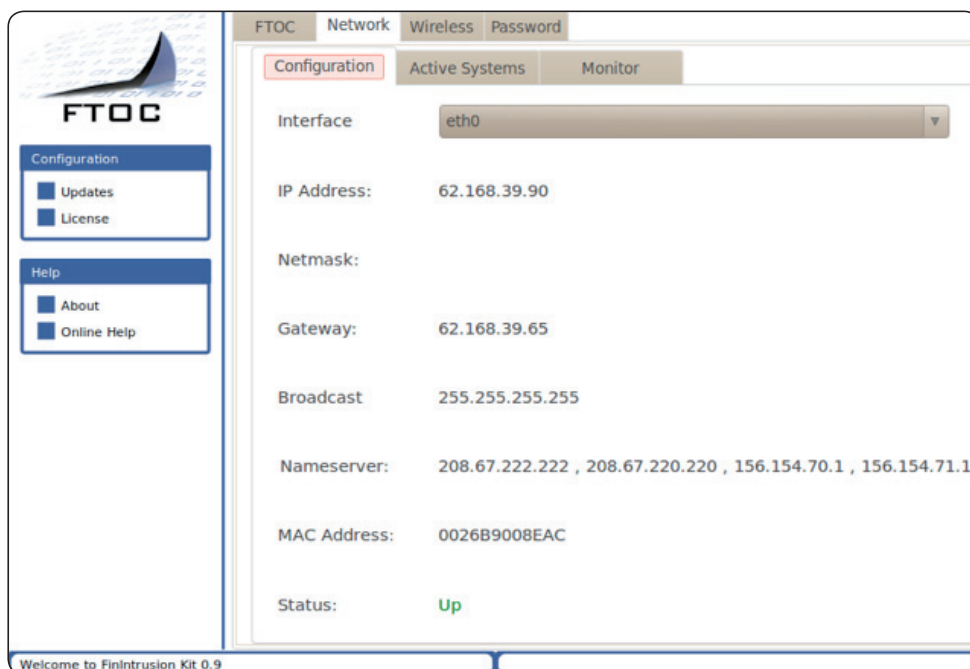 FTOC
Configuration
Updates
License
Help
About
Online Help
FTOC Network Wireless Password
Configuration Active Systems Monitor
Interface eth0
IP Address: 62.168.39.90
Netmask:
Gateway: 62.168.39.65
Broadcast 255.255.255.255
Nameserver: 208.67.222.222 , 208.67.220.220 , 156.154.70.1 , 156.154.71.1
MAC Address: 0026B9008EAC
Status: Up
Welcome to FinIntrusion Kit 0.9